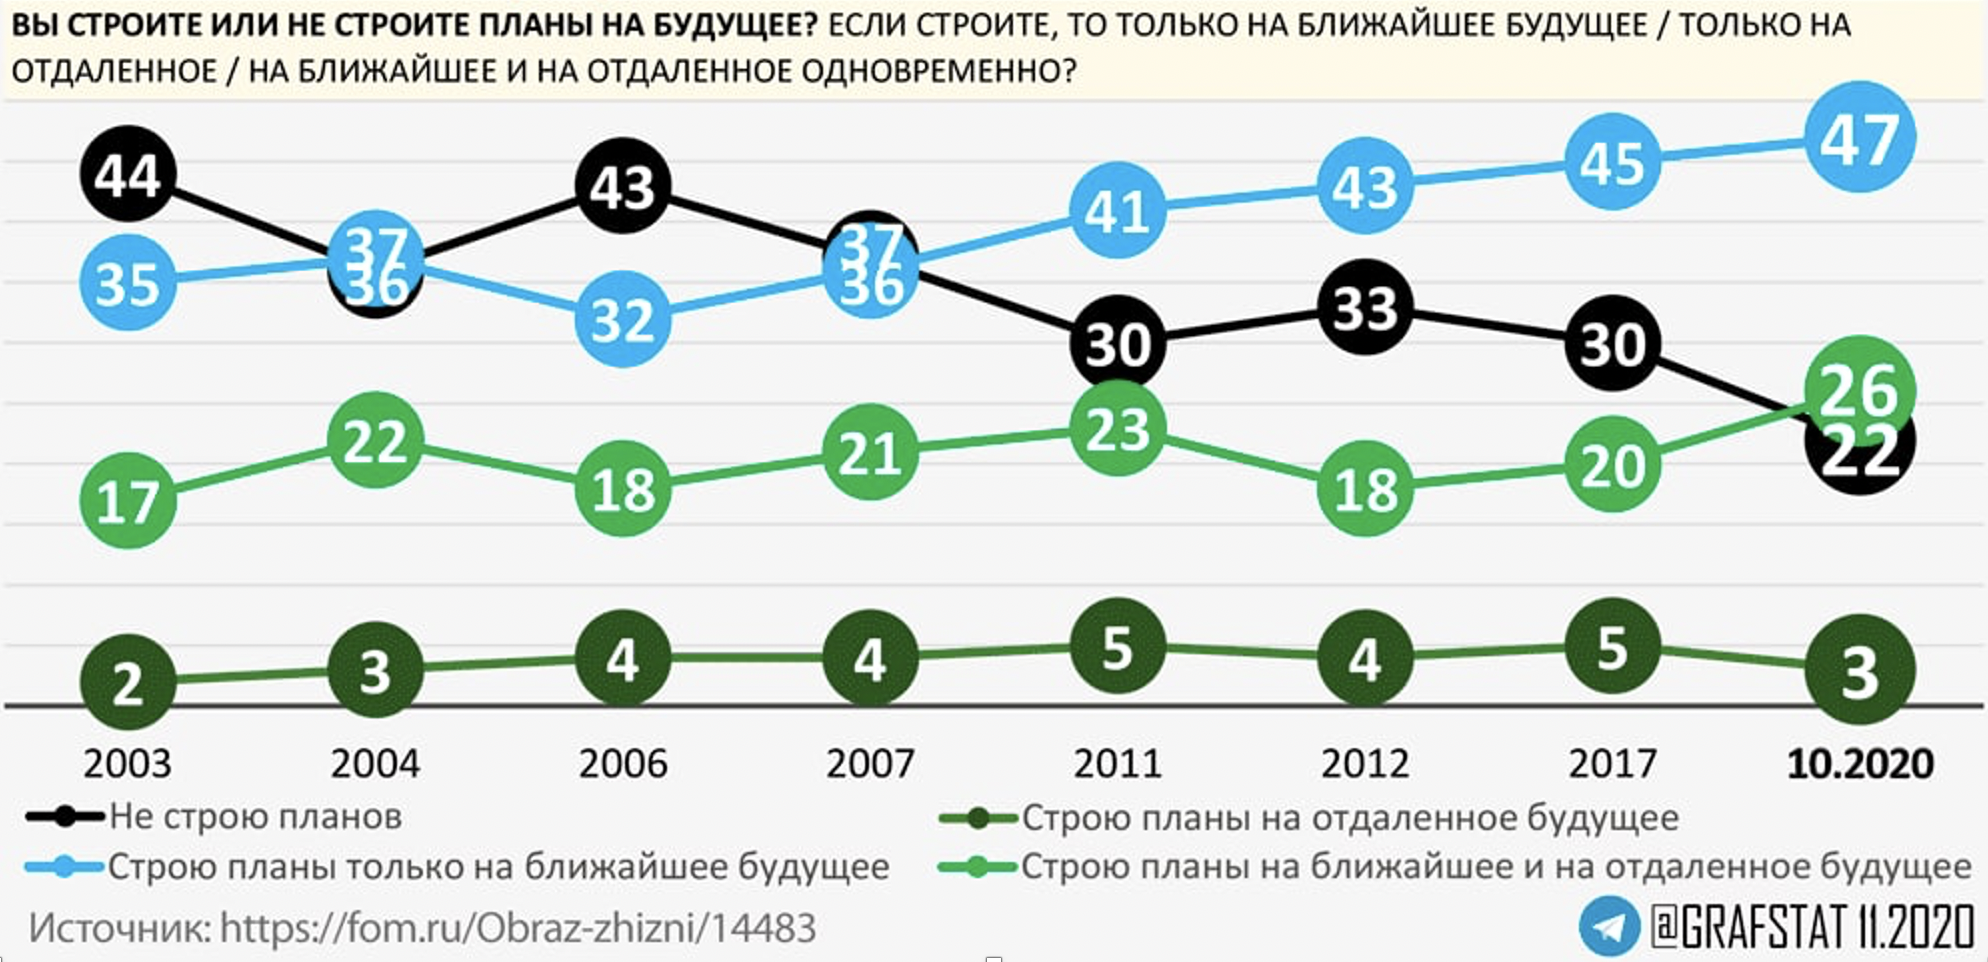 ВЫ СТРОИТЕ ИЛИ НЕ СТРОИТЕ ПЛАНЫ НА БУДУЩЕЕ? ЕСЛИ СТРОИТЕ, ТО ТОЛЬКО НА БЛИЖАЙШЕЕ БУДУЩЕЕ / ТОЛЬКО НА
ОТДАЛЕННОЕ / НА БЛИЖАЙШЕЕ И НА ОТДАЛЕННОЕ ОДНОВРЕМЕННО?
44 36 43 37 30 33 30 22
35 37 32 36 41 43 45 47
17 22 18 21 23 18 20 26
2 3 4 4 5 4 5 3
2003 2004 2006 2007 2011 2012 2017 10.2020
Не строю планов
Строю планы на отдаленное будущее
Строю планы только на ближайшее будущее
Строю планы на ближайшее и на отдаленное будущее
Источник: https://fom.ru/Obraz-zhizni/14483
@GRAFSTAT 11.2020